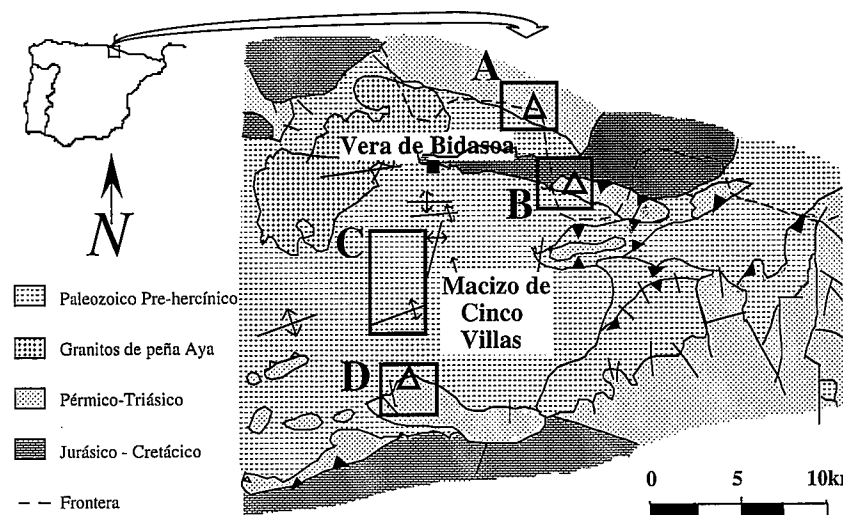 A
Vera de Bidasoa
B
N
C
Macizo de
Cinco
Villas
D
Paleozoico Pre-hercínico
Granitos de peña Aya
Pérmico-Triásico
Jurásico - Cretácico
Frontera
0 5 10km